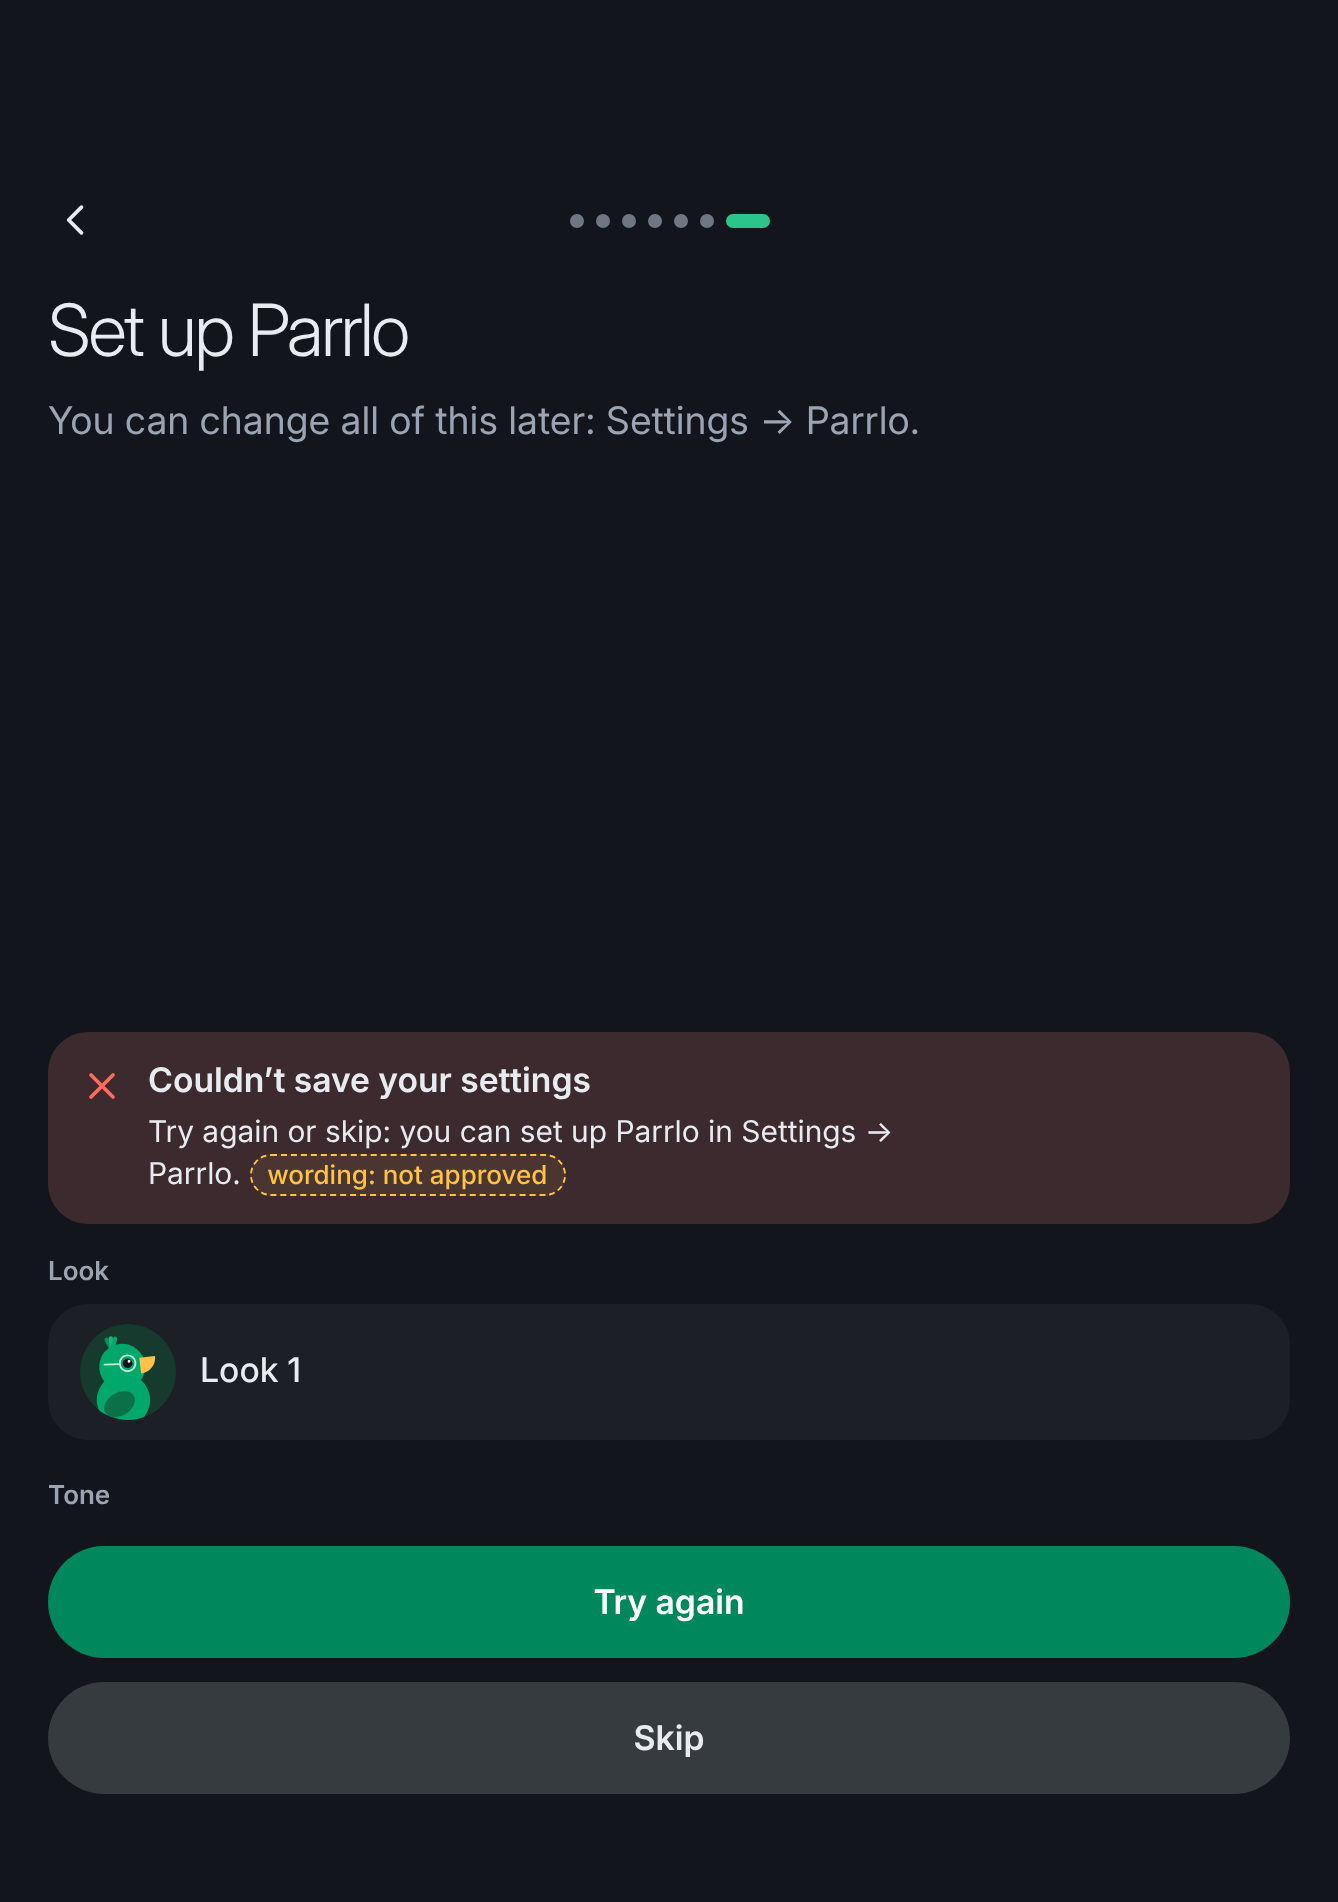 Set up Parrlo
You can change all of this later: Settings → Parrlo.
Couldn’t save your settings
Try again or skip: you can set up Parrlo in Settings →
Parrlo. wording: not approved
Look
Look 1
Tone
Try again
Skip